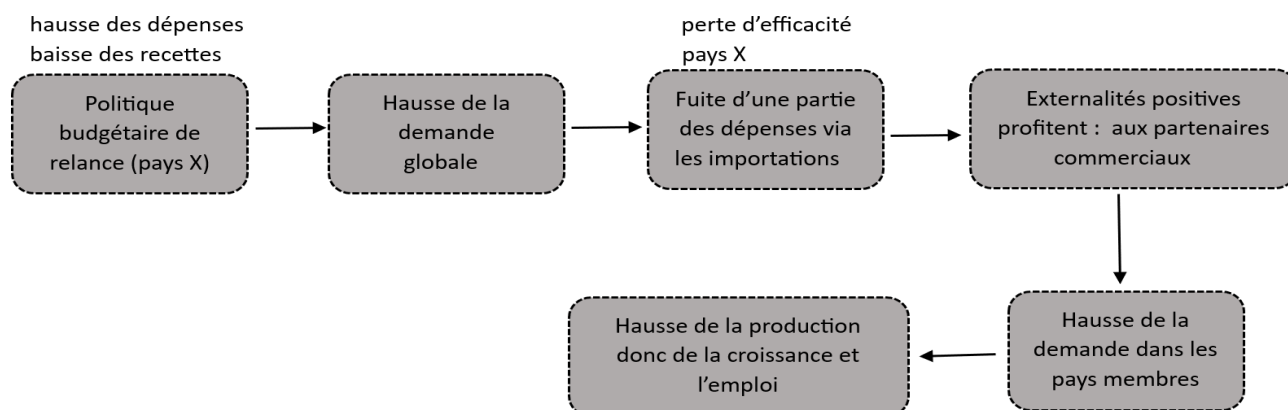 hausse des dépenses
baisse des recettes
Politique
budgétaire de
relance (pays X)
Hausse de la
demande
globale
perte d’efficacité
pays X
Fuite d’une partie
des dépenses via
les importations
Externalités positives
profitent : aux partenaires
commerciaux
Hausse de la
demande dans les
pays membres
Hausse de la production
donc de la croissance et
l’emploi